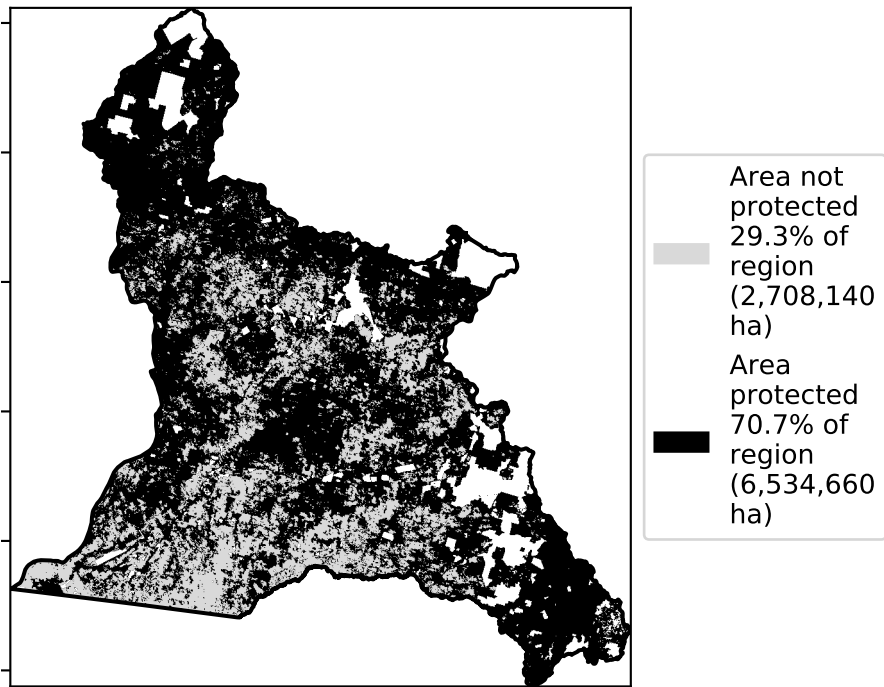 Area not
protected
29.3% of
region
(2,708,140
ha)
Area
protected
70.7% of
region
(6,534,660
ha)